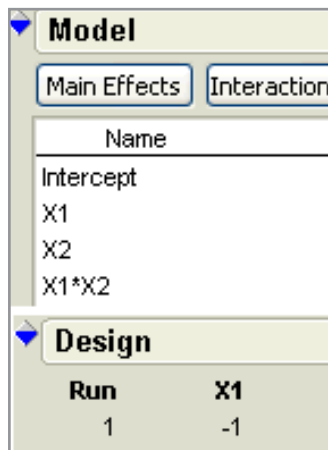 Model
Main Effects Interaction
Name
Intercept
X1
X2
X1*X2
Design
Run X1
1 -1